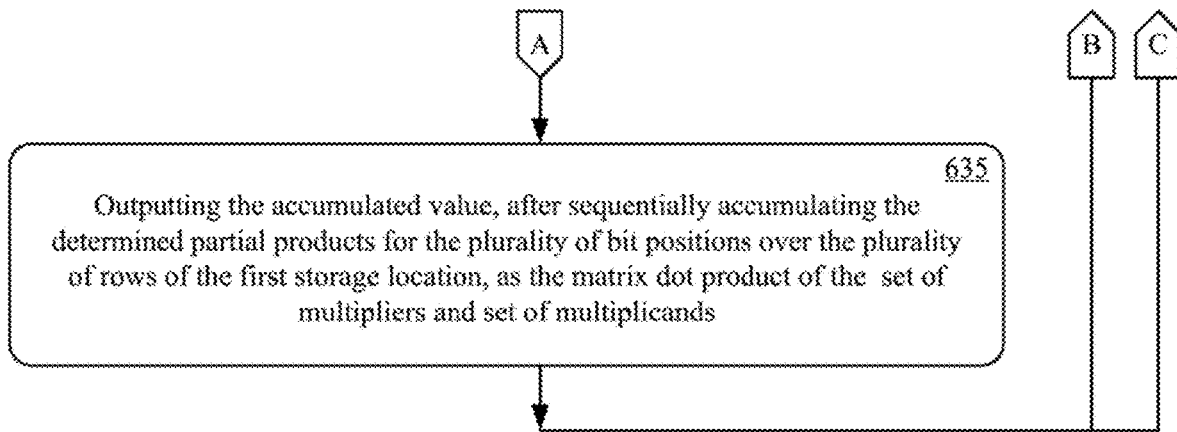 A
B
C
635
Outputting the accumulated value, after sequentially accumulating the
determined partial products for the plurality of bit positions over the plurality
of rows of the first storage location, as the matrix dot product of the set of
multipliers and set of multiplicands